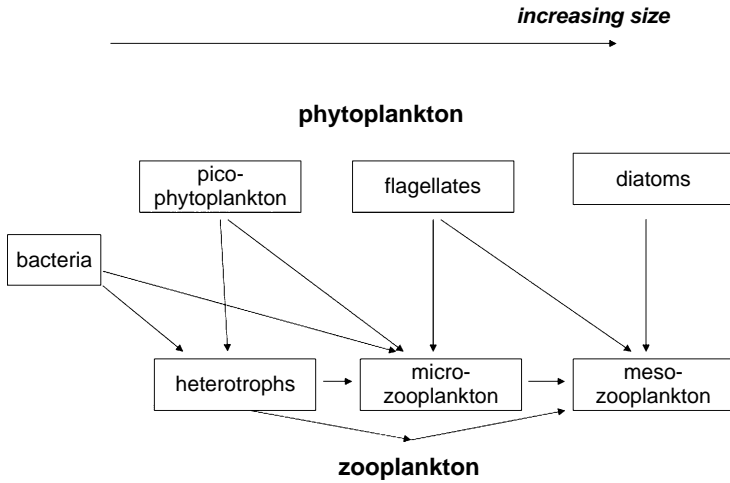 increasing size
phytoplankton
pico-
phytoplankton
flagellates
diatoms
bacteria
heterotrophs
micro-
zooplankton
meso-
zooplankton
zooplankton